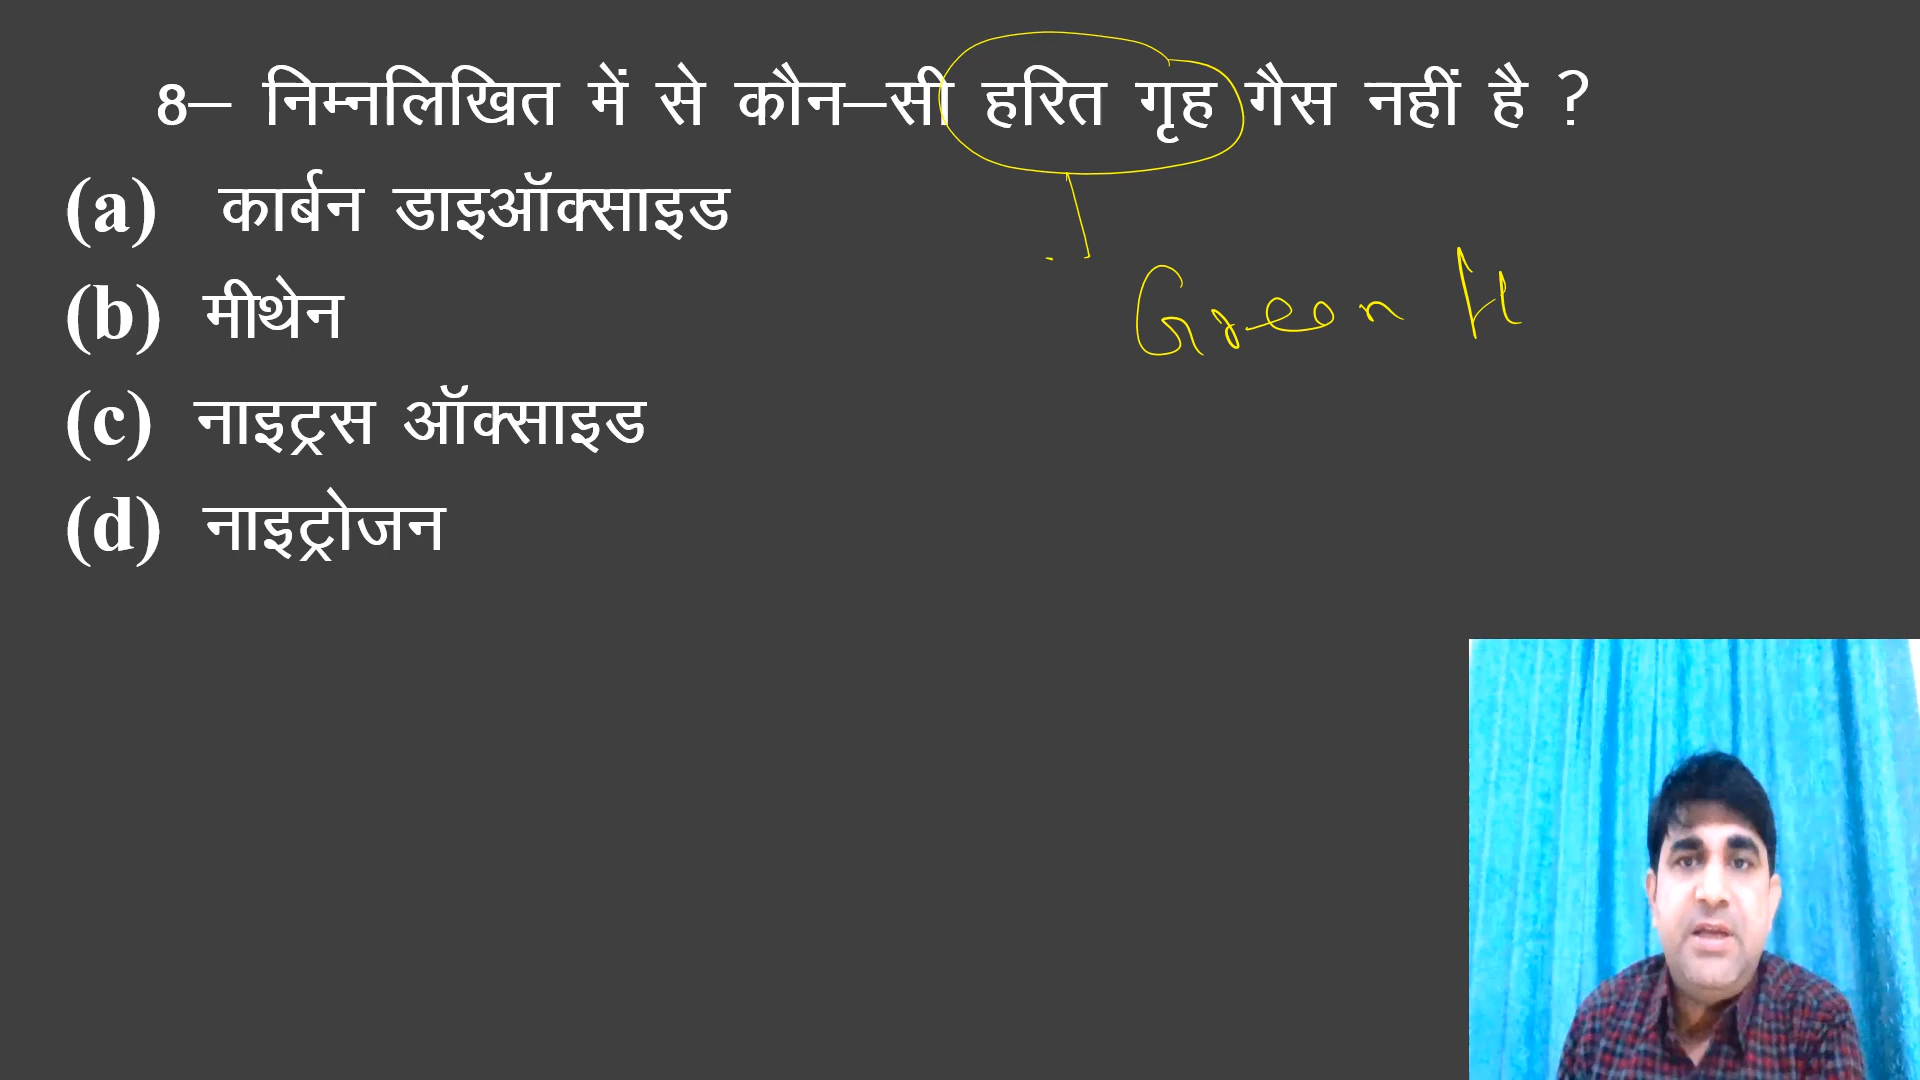 8– निम्नलिखित में से कौन–सी हरित गृह गैस नहीं है ?
(a) कार्बन डाइऑक्साइड
Green H
(b) मीथेन
(c) नाइट्रस ऑक्साइड
(d) नाइट्रोजन